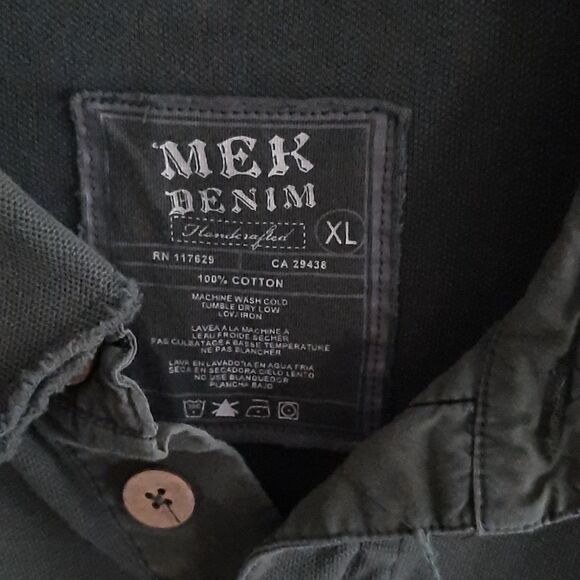 MEK
DENIM
Handcrafted
XL
RN 117629 CA 29438
100% COTTON
MACHINE WASH COLD
TUMBLE DRY LOW
LOW IRON
LAVEA A LA MACHINE A
LEAU FROIDE SECHER
PAS CULBATAGE A BASSE TEMPERATURE
NE PAS BLANCHER
LAVA EN LAVADORA EN AGUA FRIA
SECA EN SECADORA CIELO LENTO
NO USE BLANQUEDOR
PLANCHA BAJO